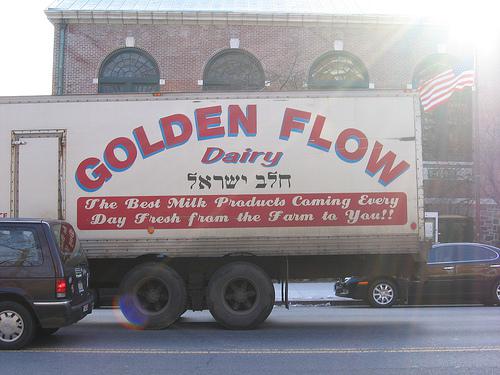 GOLDEN FLOW
Dairy
חלב ישראל
The Best Milk Products Coming Every
Day Fresh from the Farm to You!!